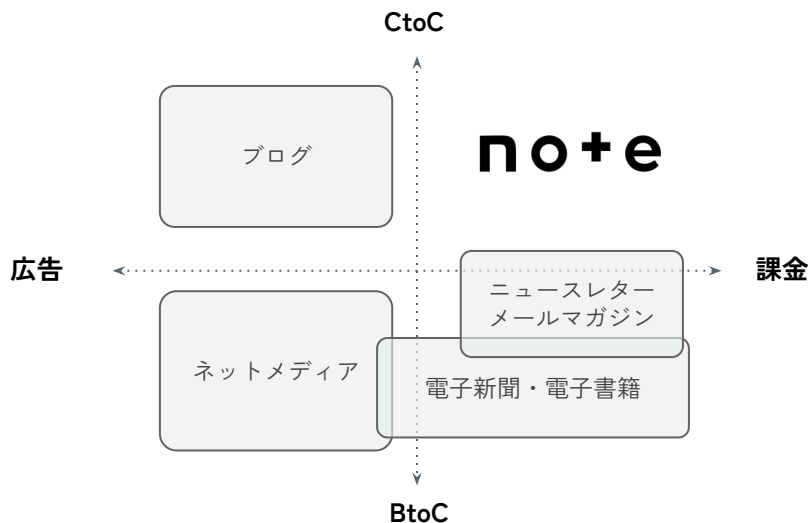 CtoC
ブログ
note
広告
課金
ニュースレター
メールマガジン
ネットメディア
電子新聞・電子書籍
BtoC